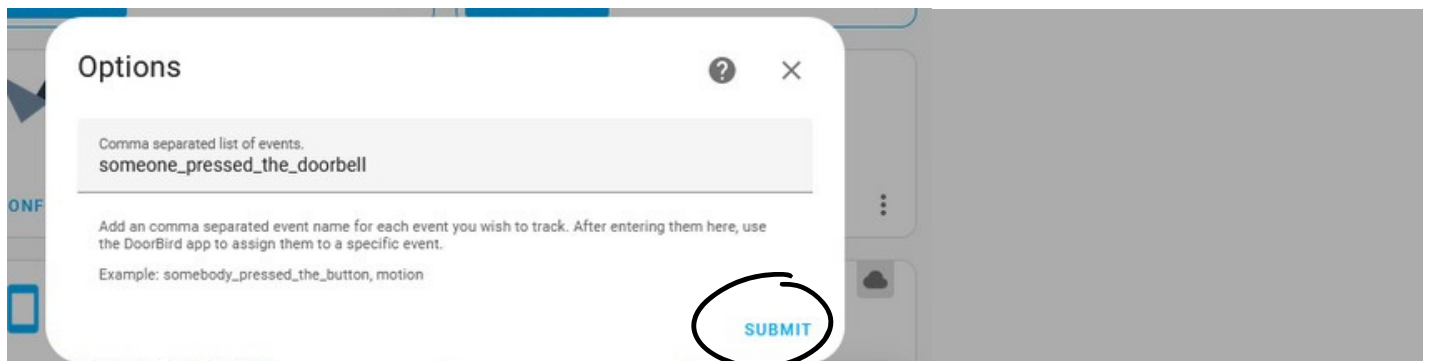 Options
Comma separated list of events.
someone_pressed_the_doorbell
ONF
Add an comma separated event name for each event you wish to track. After entering them here, use
the DoorBird app to assign them to a specific event.
Example: somebody_pressed_the_button, motion
SUBMIT